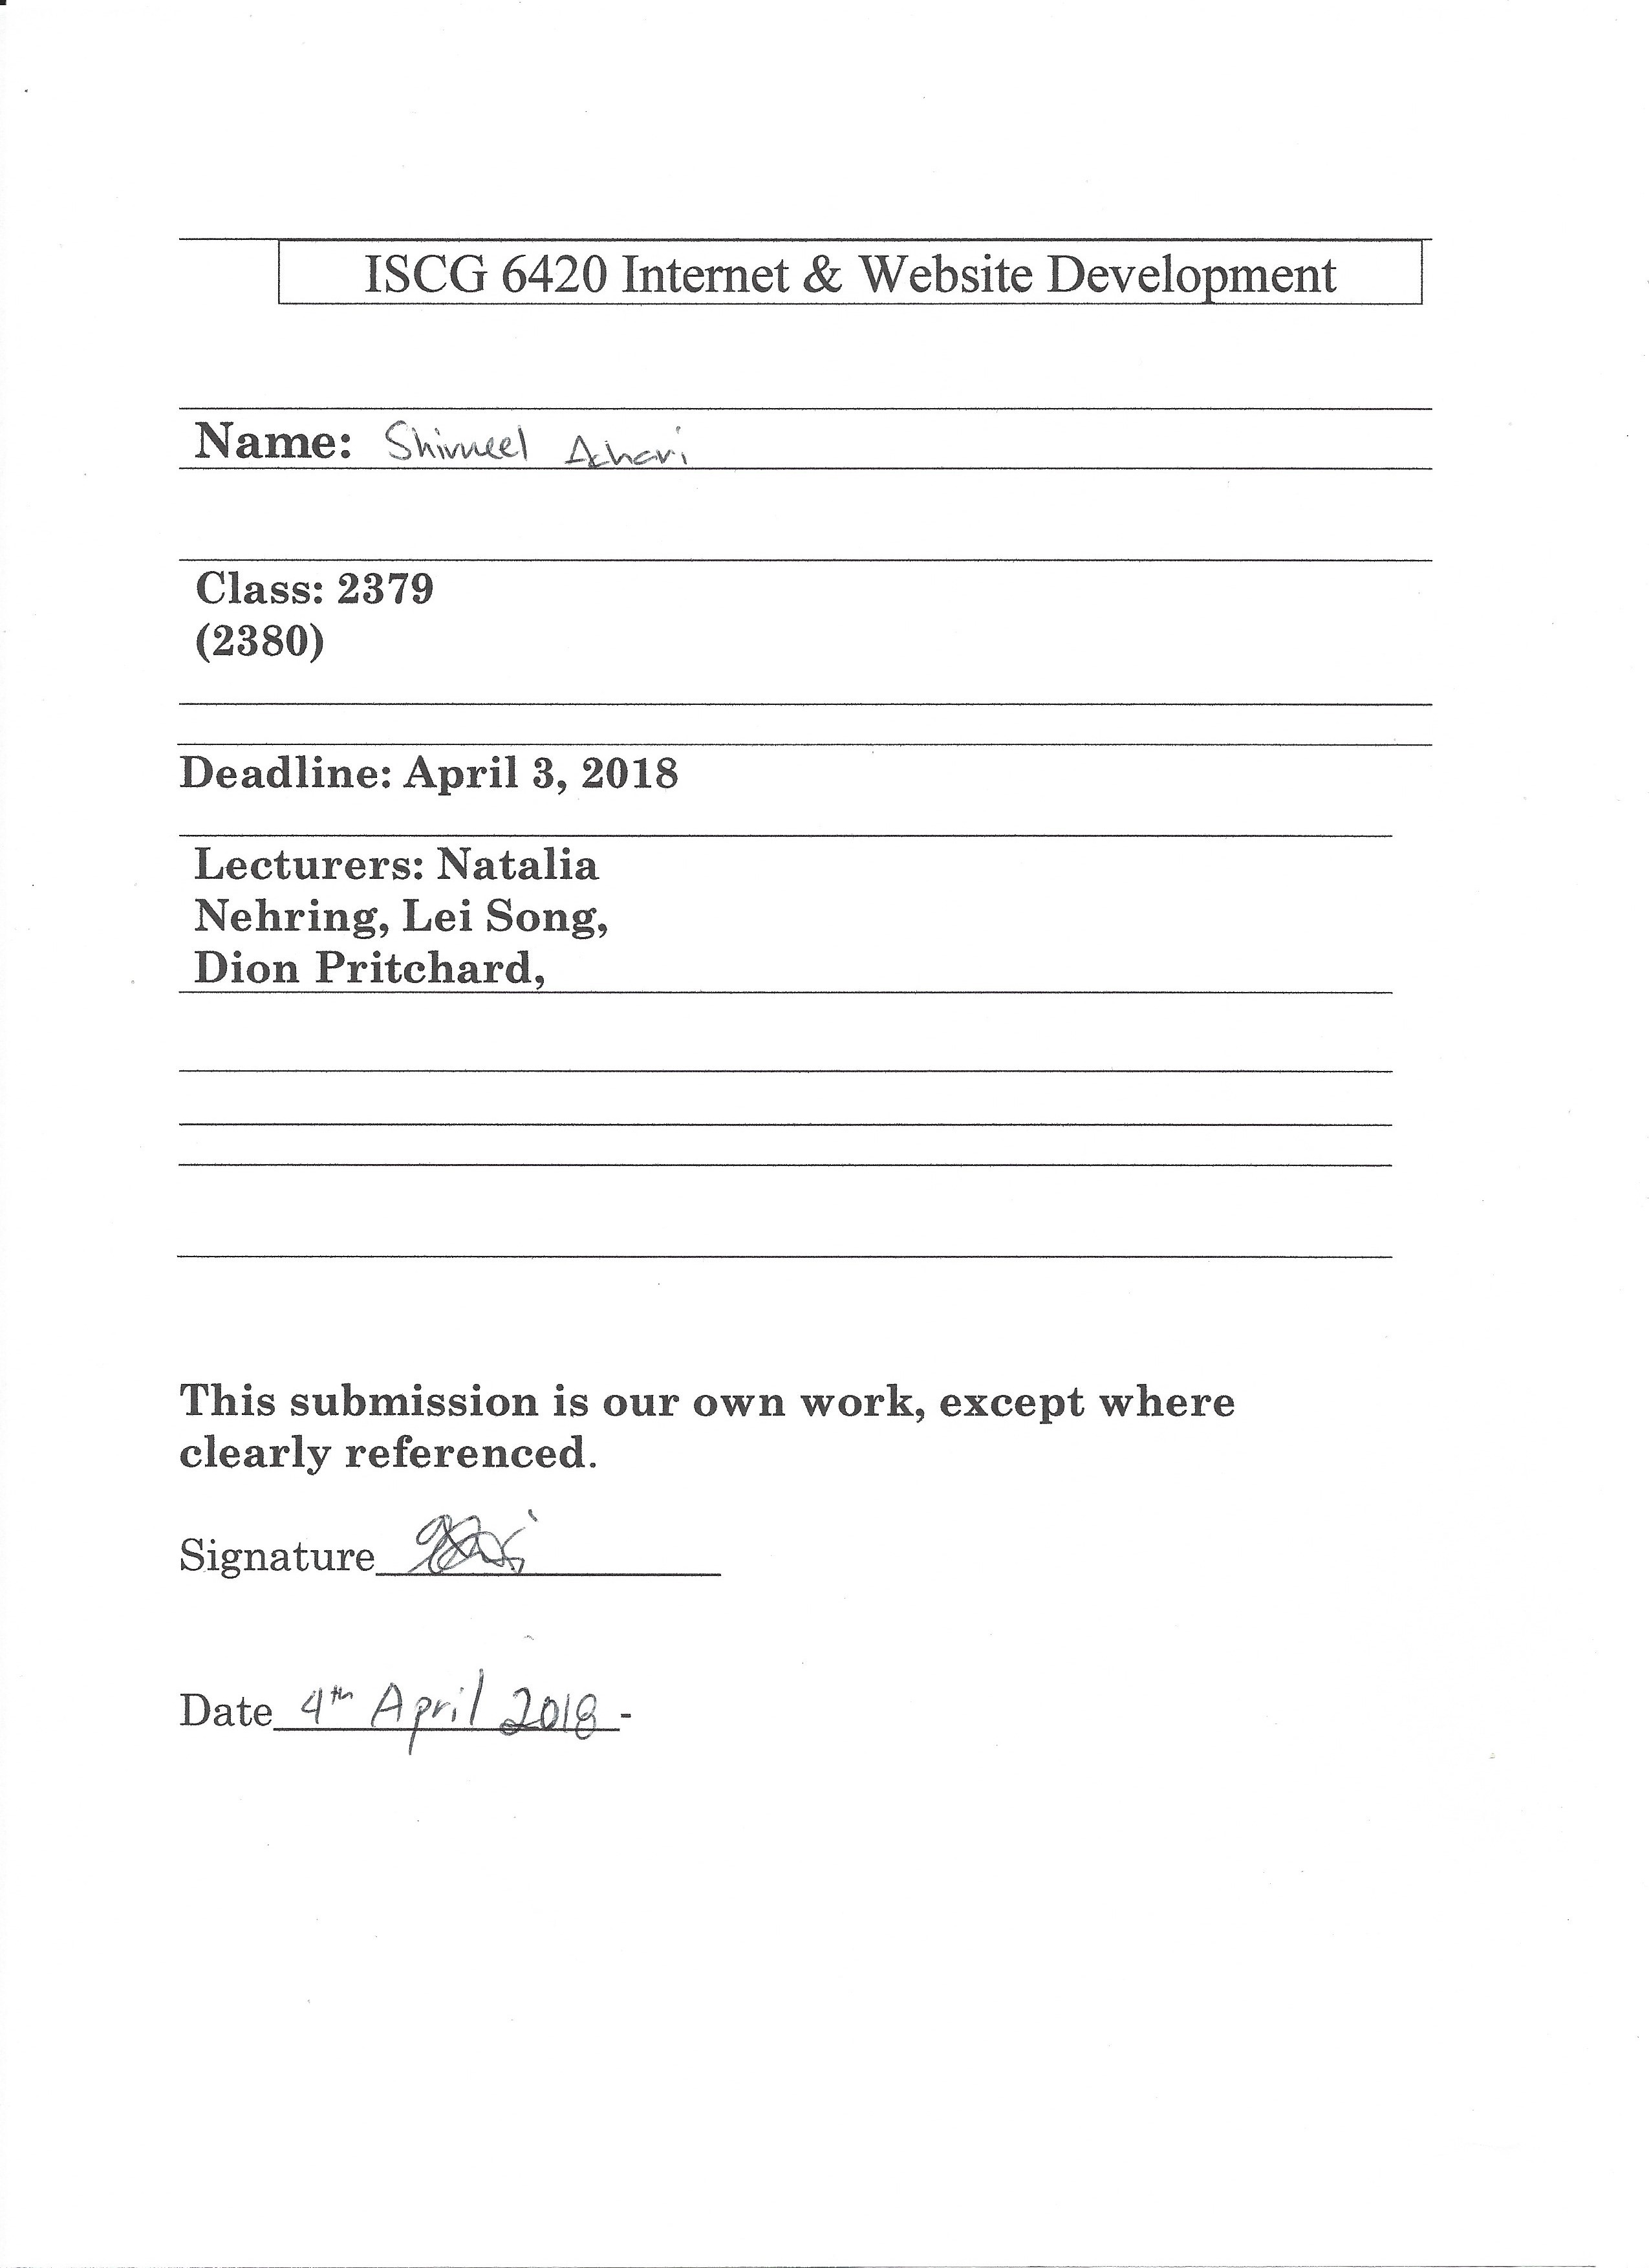 ISCG 6420 Internet & Website Development
Name: Shivneel Achari
Class: 2379
(2380)
Deadline: April 3, 2018
Lecturers: Natalia
Nehring, Lei Song,
Dion Pritchard,
This submission is our own work, except where
clearly referenced.
Signature
Date 4th April 2018 -